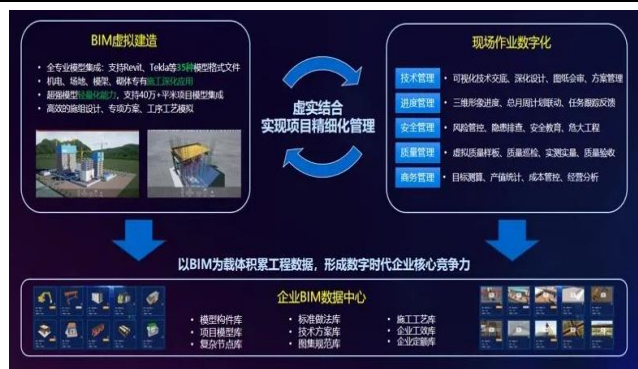 BIM虚拟建造
• 全专业模型集成：支持Revit、Tekla等35种模型格式文件
• 机电、场地、模架、砌体专有施工深化应用
• 超强模型轻量化能力，支持40万+平米项目模型集成
• 高效的施组设计、专项方案、工序工艺模拟
虚实结合
实现项目精细化管理
现场作业数字化
技术管理 • 可视化技术交底、深化设计、图纸会审、方案管理
进度管理 • 三维形象进度、总月周计划联动、任务跟踪反馈
安全管理 • 风险管控、隐患排查、安全教育、危大工程
质量管理 • 虚拟质量样板、质量巡检、实测实量、质量验收
商务管理 • 目标测算、产值统计、成本管控、经营分析
以BIM为载体积累工程数据，形成数字时代企业核心竞争力
企业BIM数据中心
• 模型构件库 • 标准做法库 • 施工工艺库
• 项目模型库 • 技术方案库 • 企业工效库
• 复杂节点库 • 图集规范库 • 企业定额库